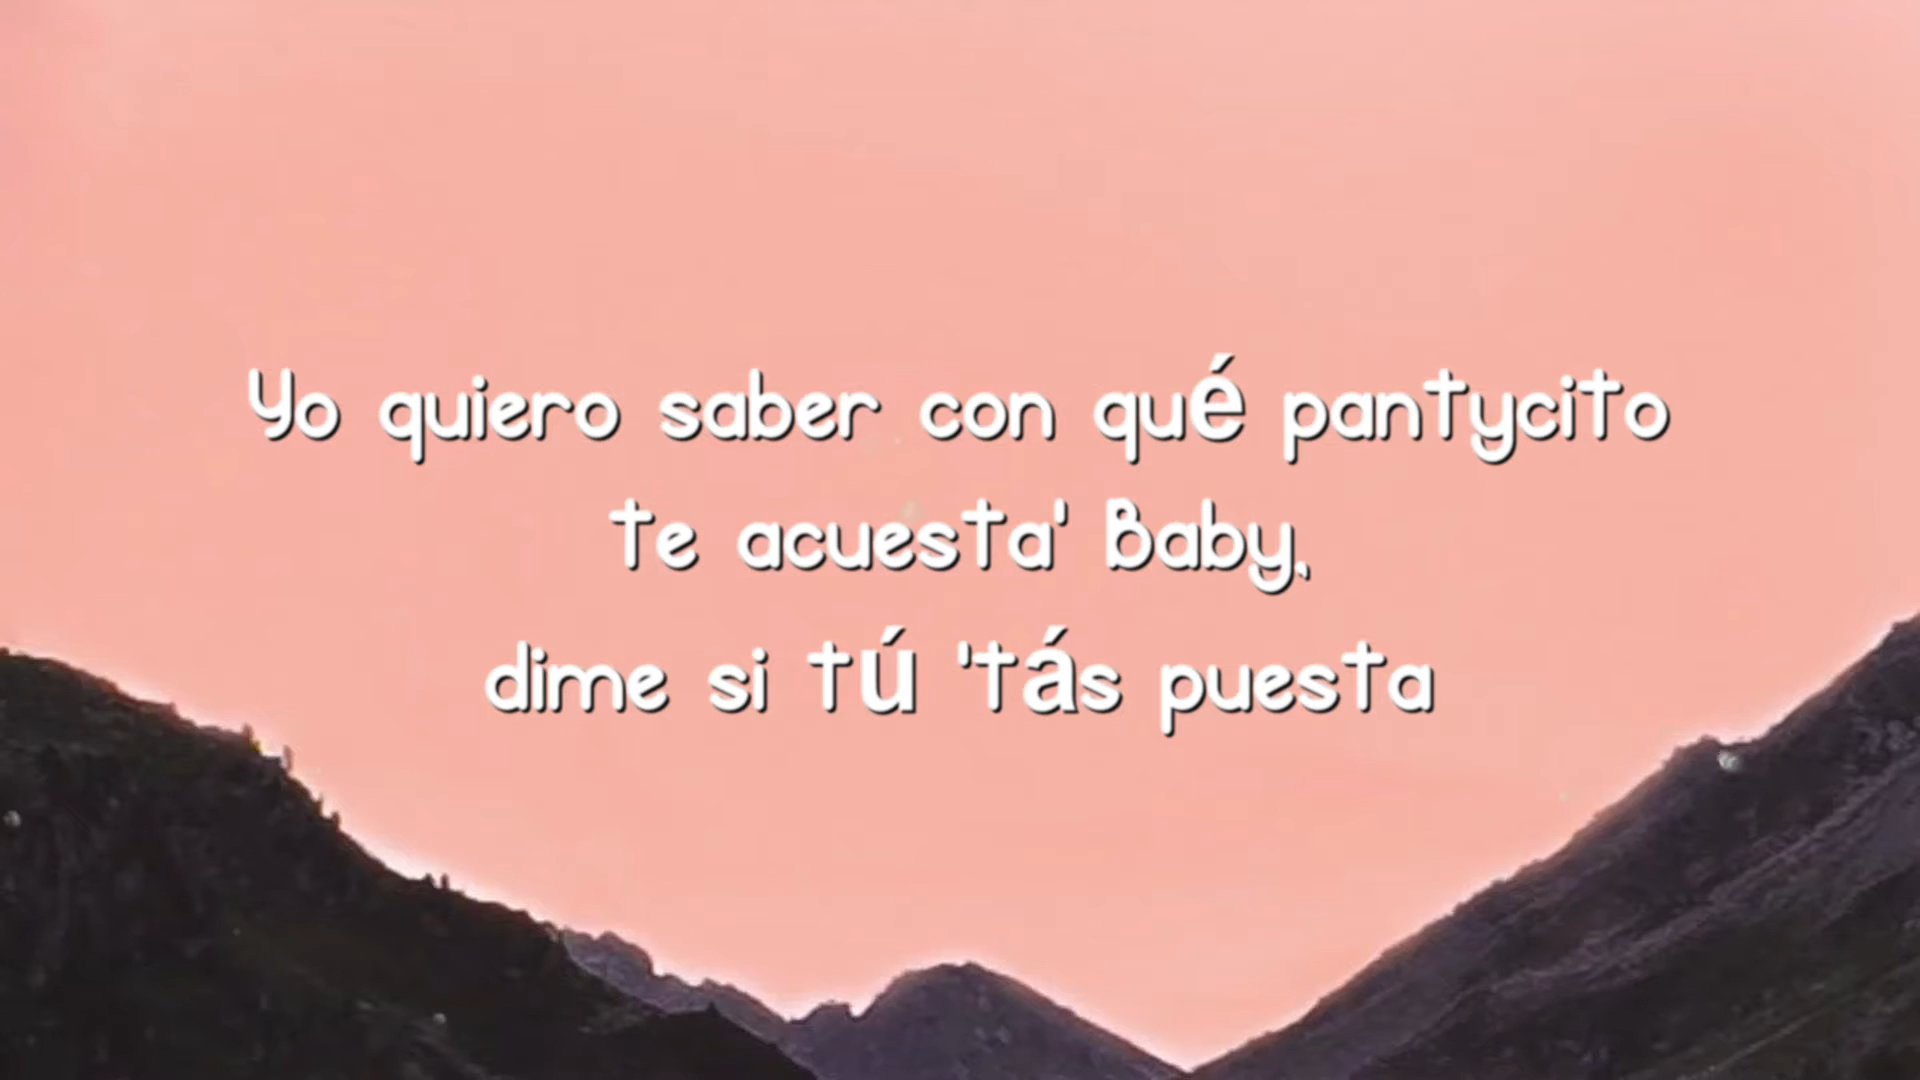 Yo quiero saber con qué pantycito
te acuesta' Baby,
dime si tú 'tás puesta